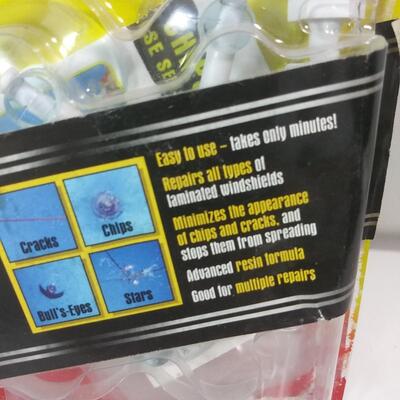 Easy to use – takes only minutes!
Repairs all types of
laminated windshields
Minimizes the appearance
of chips and cracks, and
stops them from spreading
Advanced resin formula
Good for multiple repairs
Cracks
Chips
Bull's-Eyes
Stars